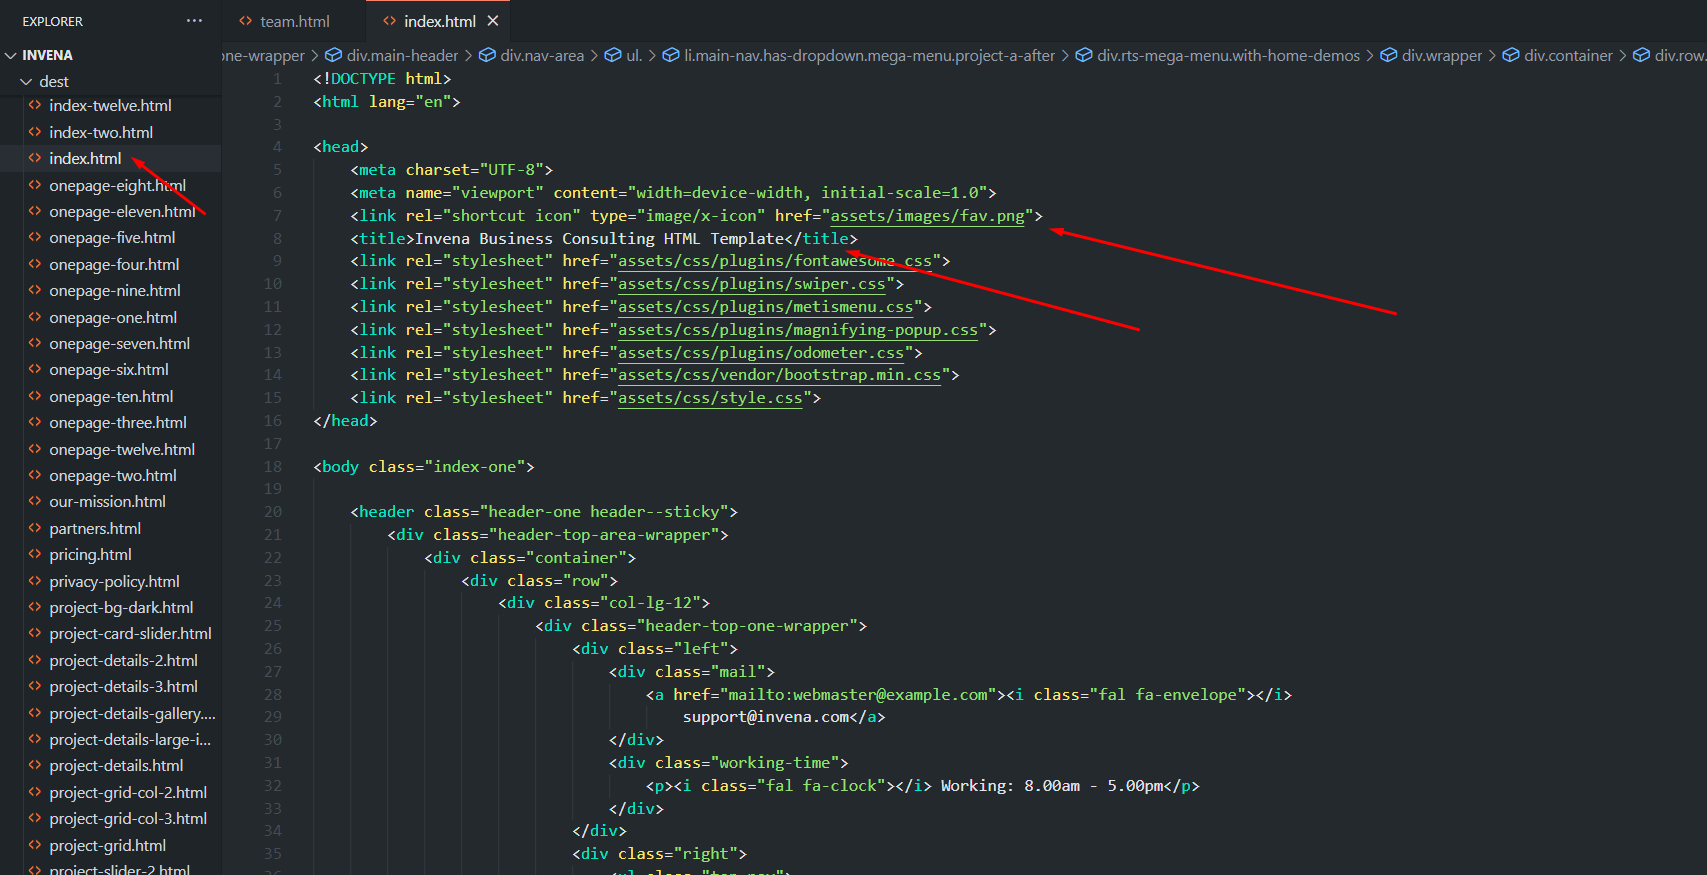 EXPLORER
···
team.html
index.html
INVENA
one-wrapper > div.main-header > div.nav-area > ul. > li.main-nav.has-dropdown.mega-menu.project-a-after > div.rts-mega-menu.with-home-demos > div.wrapper > div.container > div.row.
dest
index-twelve.html
index-two.html
index.html
onepage-eight.html
onepage-eleven.html
onepage-five.html
onepage-four.html
onepage-nine.html
onepage-one.html
onepage-seven.html
onepage-six.html
onepage-ten.html
onepage-three.html
onepage-twelve.html
onepage-two.html
our-mission.html
partners.html
pricing.html
privacy-policy.html
project-bg-dark.html
project-card-slider.html
project-details-2.html
project-details-3.html
project-details-gallery....
project-details-large-i...
project-details.html
project-grid-col-2.html
project-grid-col-3.html
project-grid.html
project-slider-2.html
1 <!DOCTYPE html>
2 <html lang="en">
3
4 <head>
5 <meta charset="UTF-8">
6 <meta name="viewport" content="width=device-width, initial-scale=1.0">
7 <link rel="shortcut icon" type="image/x-icon" href="assets/images/fav.png">
8 <title>Invena Business Consulting HTML Template</title>
9 <link rel="stylesheet" href="assets/css/plugins/fontawesome.css">
10 <link rel="stylesheet" href="assets/css/plugins/swiper.css">
11 <link rel="stylesheet" href="assets/css/plugins/metismenu.css">
12 <link rel="stylesheet" href="assets/css/plugins/magnifying-popup.css">
13 <link rel="stylesheet" href="assets/css/plugins/odometer.css">
14 <link rel="stylesheet" href="assets/css/vendor/bootstrap.min.css">
15 <link rel="stylesheet" href="assets/css/style.css">
16 </head>
17
18 <body class="index-one">
19
20 <header class="header-one header--sticky">
21 <div class="header-top-area-wrapper">
22 <div class="container">
23 <div class="row">
24 <div class="col-lg-12">
25 <div class="header-top-one-wrapper">
26 <div class="left">
27 <div class="mail">
28 <a href="mailto:webmaster@example.com"><i class="fal fa-envelope"></i>
29 support@invena.com</a>
30 </div>
31 <div class="working-time">
32 <p><i class="fal fa-clock"></i> Working: 8.00am - 5.00pm</p>
33 </div>
34 </div>
35 <div class="right">
36 <ul class="top-nav">